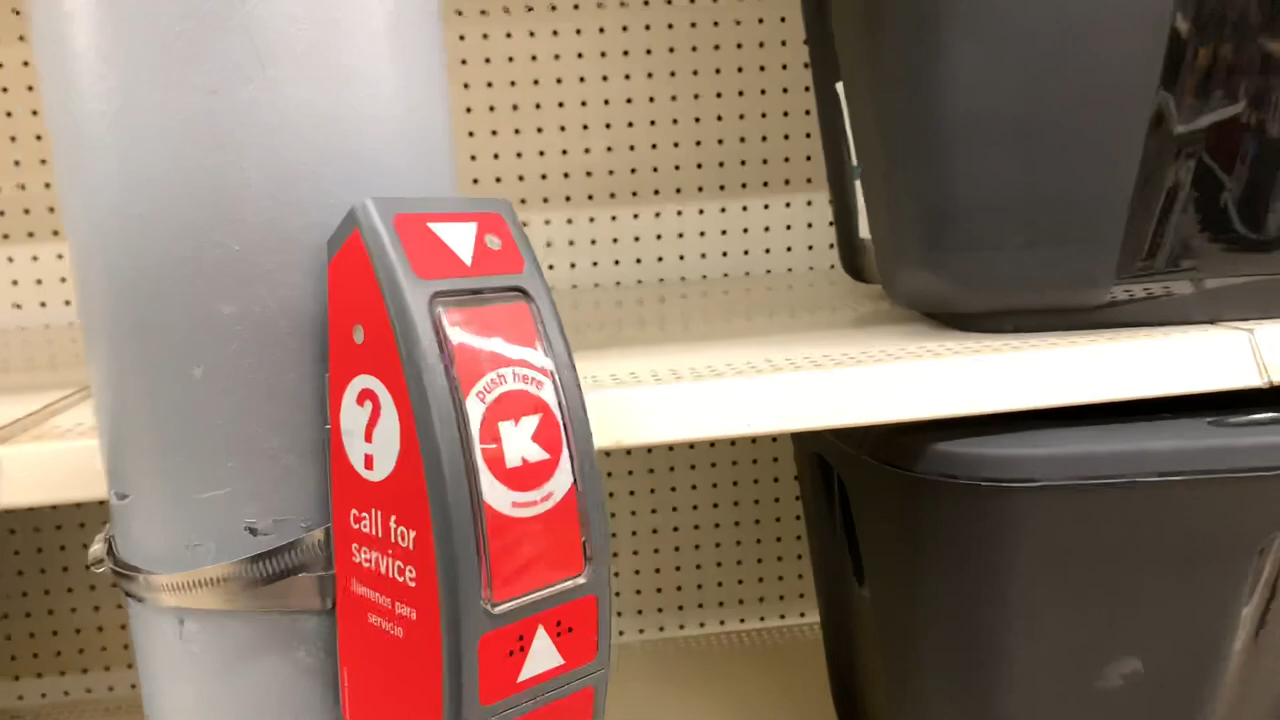 push here
K
?
call for
service
llámenos para
servicio